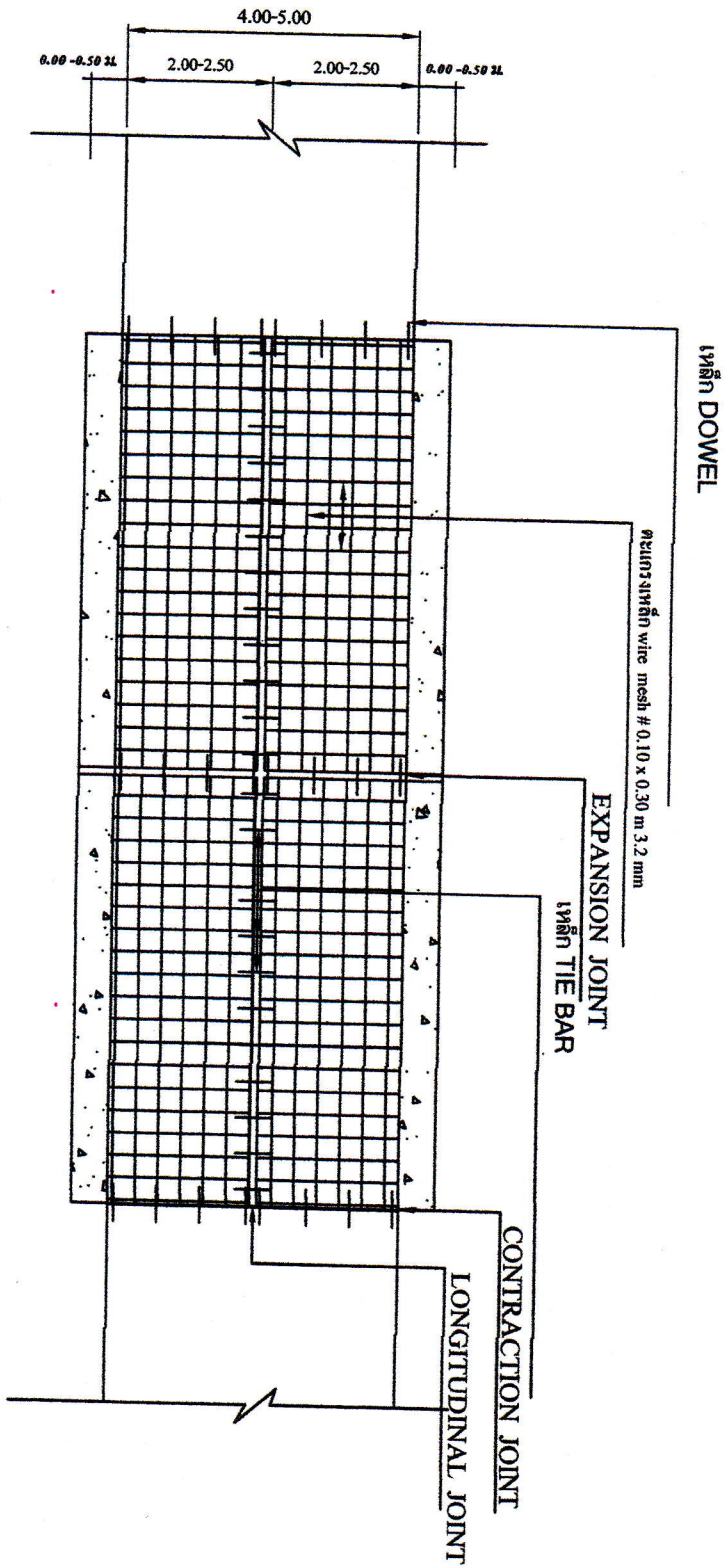 4.00-5.00
0.00 -0.50 ม.
2.00-2.50
2.00-2.50
0.00 -0.50 ม.
เหล็ก DOWEL
ตะแกรงเหล็ก wire mesh # 0.10 x 0.30 m 3.2 mm
EXPANSION JOINT
เหล็ก TIE BAR
CONTRACTION JOINT
LONGITUDINAL JOINT